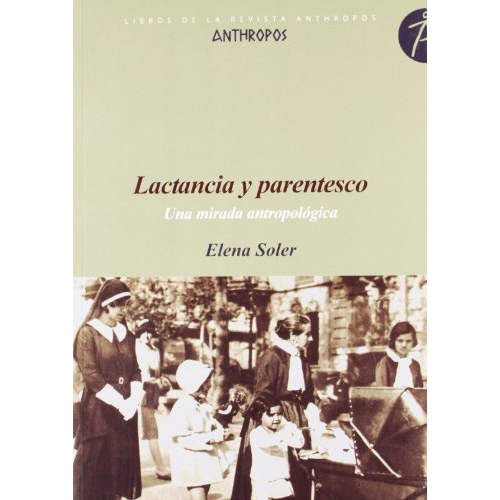 LIBROS DE LA REVISTA ANTHROPOS
ANTHROPOS
Lactancia y parentesco
Una mirada antropológica
Elena Soler